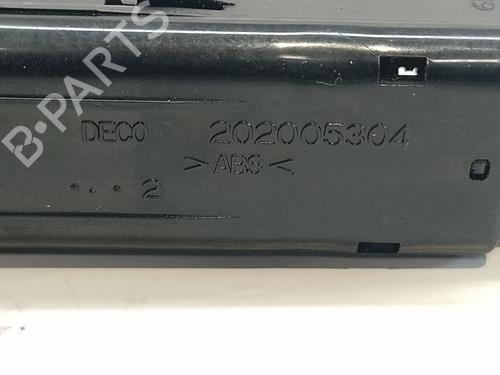 B-PARTS
DECO 202005304
>ABS<
. . . 2